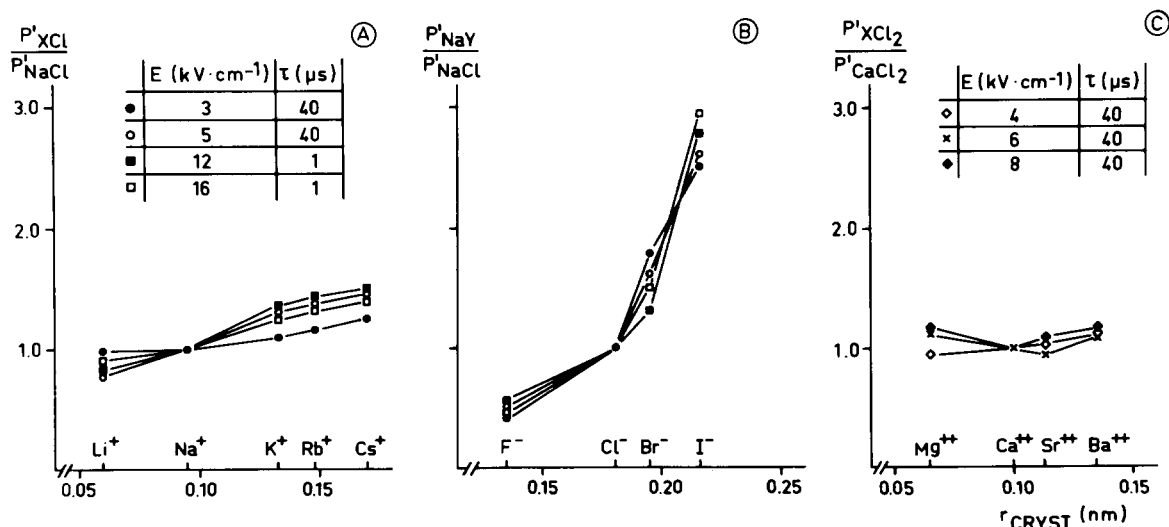 P'XCl
P'NaCl
A
E (kV·cm⁻¹) τ (μs)
● 3 40
○ 5 40
■ 12 1
□ 16 1
3.0
2.0
1.0
Li⁺ Na⁺ K⁺ Rb⁺ Cs⁺
0.05 0.10 0.15
P'NaY
P'NaCl
B
F⁻ Cl⁻ Br⁻ I⁻
0.15 0.20
P'XCl₂
P'CaCl₂
C
E (kV·cm⁻¹) τ (μs)
◇ 4 40
× 6 40
◆ 8 40
3.0
2.0
1.0
Mg⁺⁺ Ca⁺⁺ Sr⁺⁺ Ba⁺⁺
0.05 0.10 0.15
rCRYST (nm)